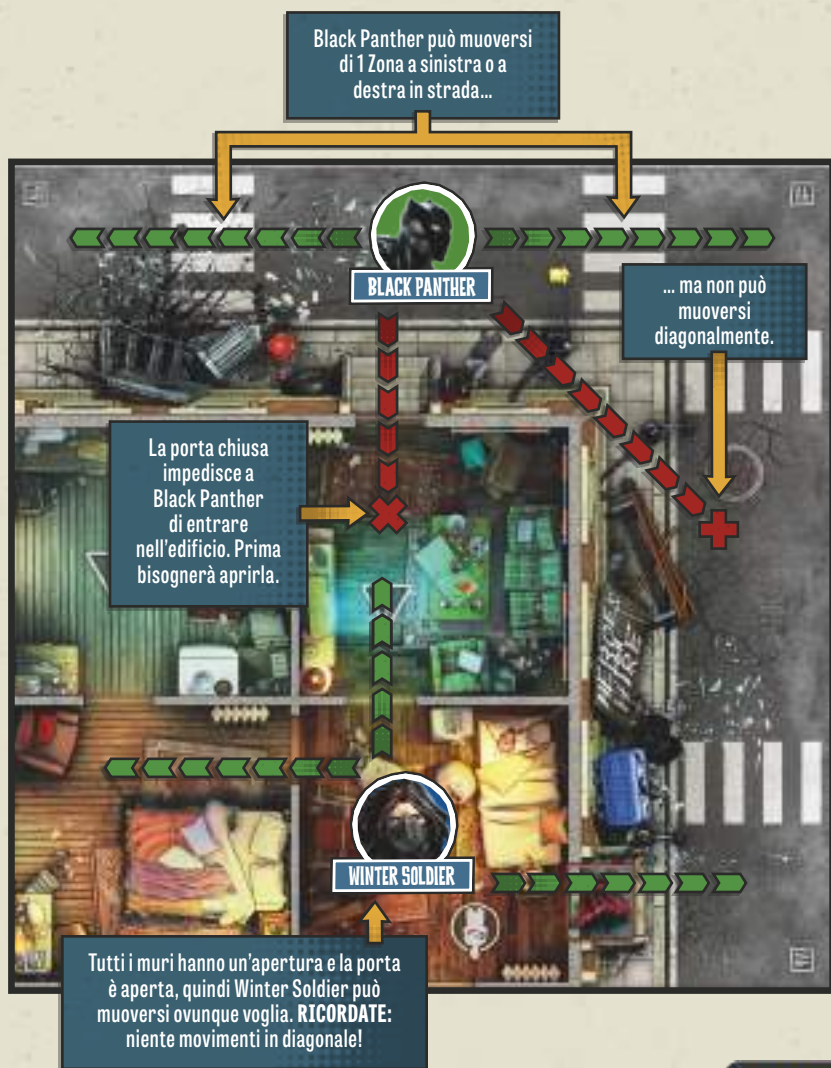 Black Panther può muoversi
di 1 Zona a sinistra o a
destra in strada...
BLACK PANTHER
... ma non può
muoversi
diagonalmente.
La porta chiusa
impedisce a
Black Panther
di entrare
nell'edificio. Prima
bisognerà aprirla.
WINTER SOLDIER
Tutti i muri hanno un'apertura e la porta
è aperta, quindi Winter Soldier può
muoversi ovunque voglia. RICORDATE:
niente movimenti in diagonale!